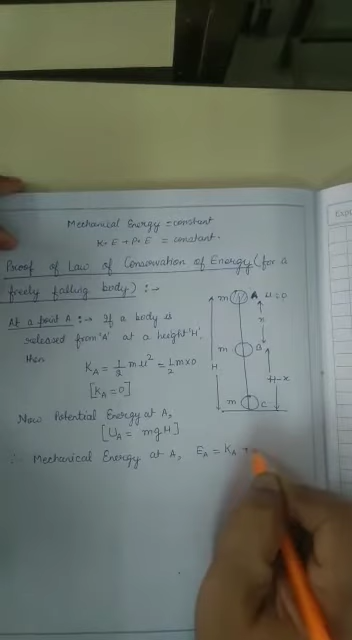 Mechanical Energy = constant
K.E + P.E = constant.
Proof of Law of Conservation of Energy (for a
freely falling body) :→
At a point A :→ If a body is
released from 'A' at a height 'H'.
then
K_A = 1/2 mu² = 1/2 m×0
[K_A = 0]
Now Potential Energy at A,
[U_A = mgH]
∴ Mechanical Energy at A, E_A = K_A
m A u=0
x
m B
H
H-x
m C